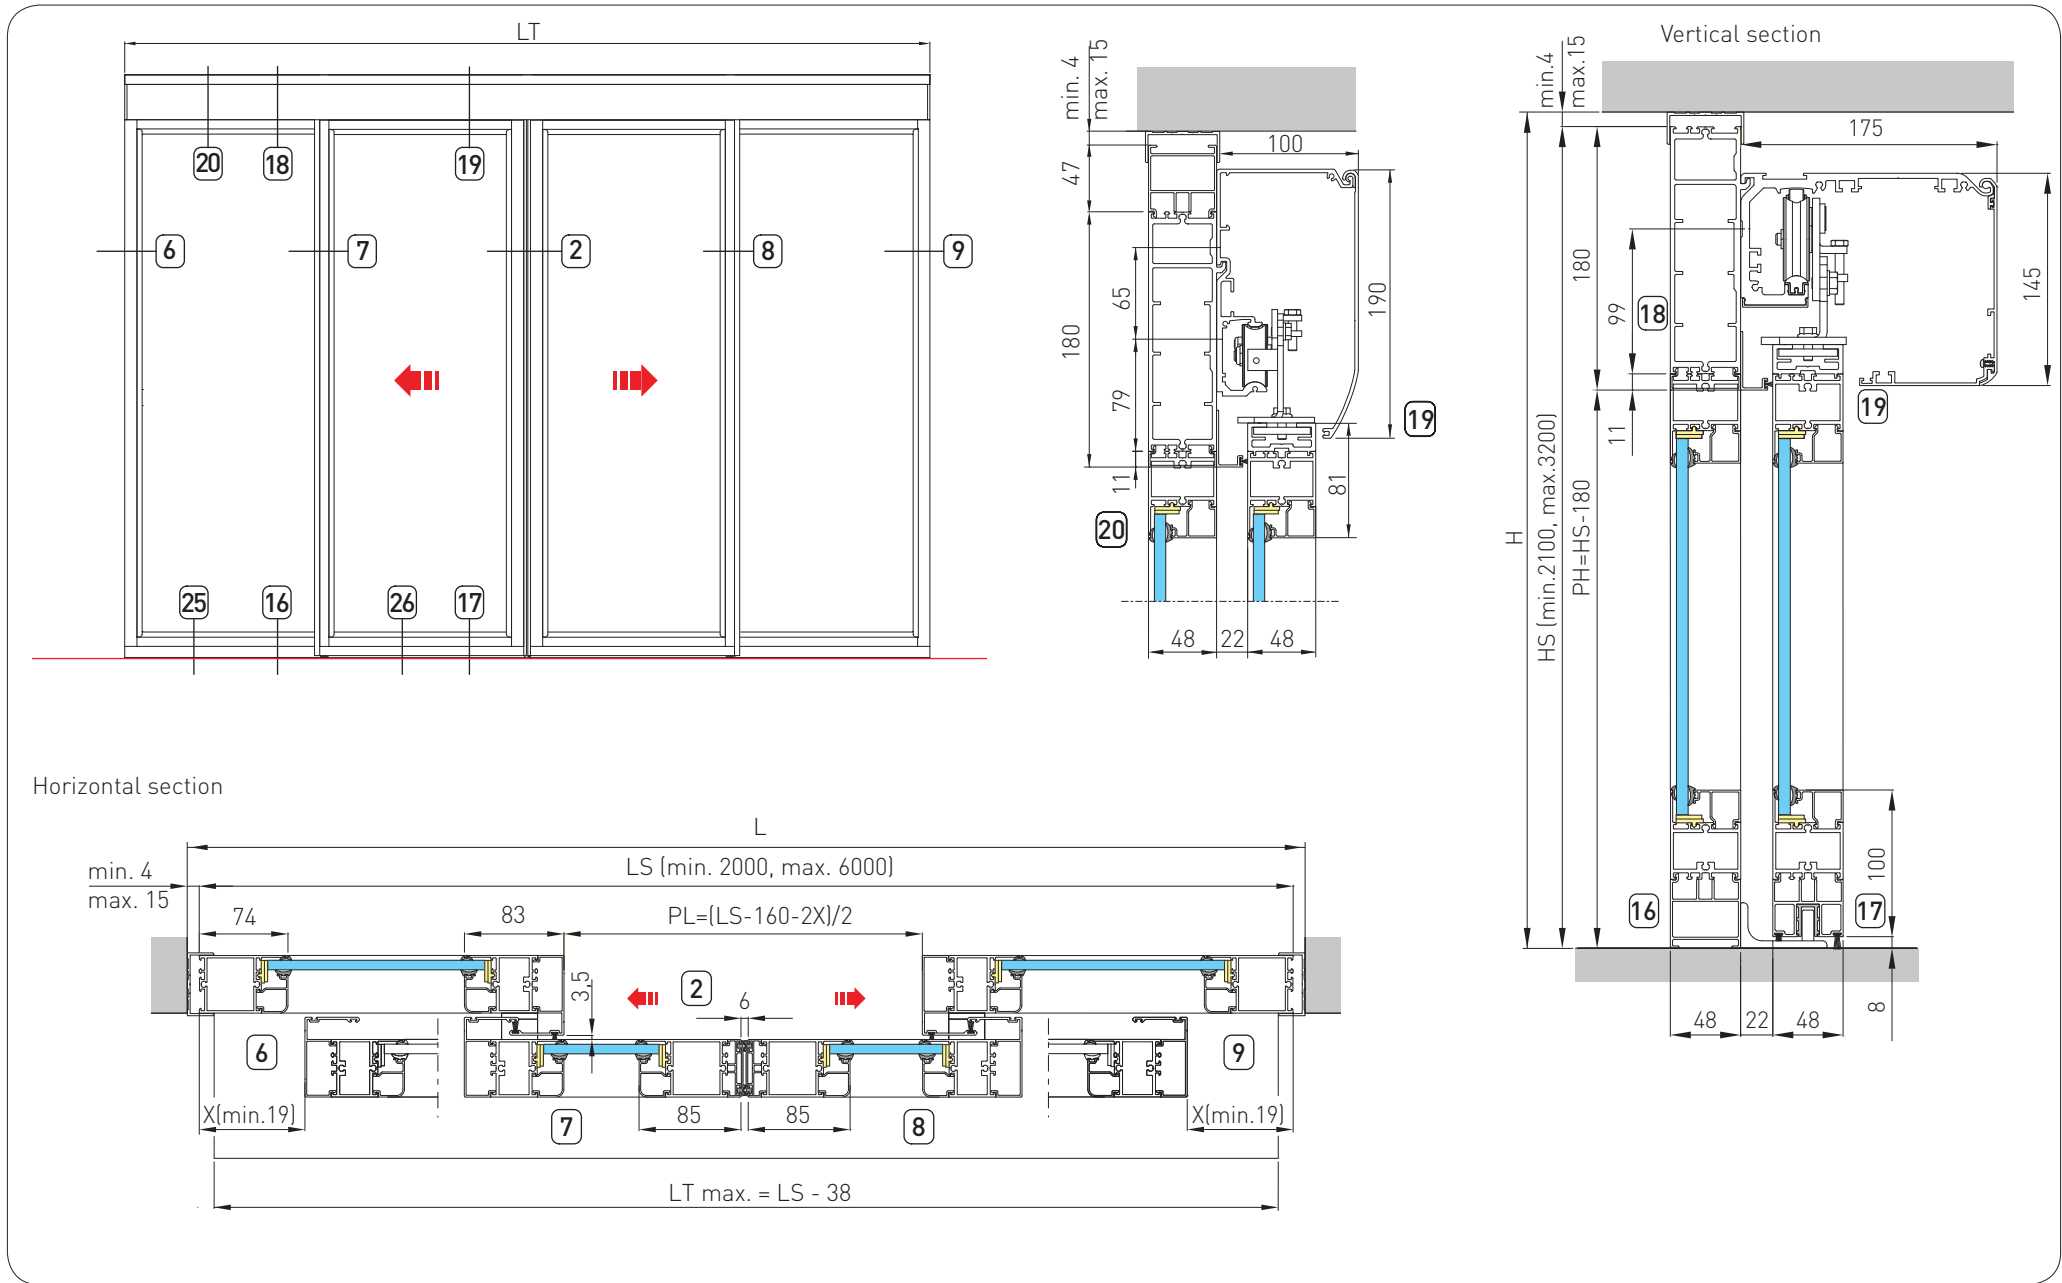 LT
20
18
19
6
7
2
8
9
25
16
26
17
min. 4
max. 15
100
47
65
180
79
11
190
81
19
20
48
22
48
Vertical section
min.4
max.15
175
180
99
18
145
19
11
H
HS (min.2100, max.3200)
PH=HS-180
16
17
100
8
48
22
48
Horizontal section
L
min. 4
max. 15
LS (min. 2000, max. 6000)
74
83
PL=(LS-160-2X)/2
3,5
2
6
6
9
X(min.19)
7
85
85
8
X(min.19)
LT max. = LS - 38